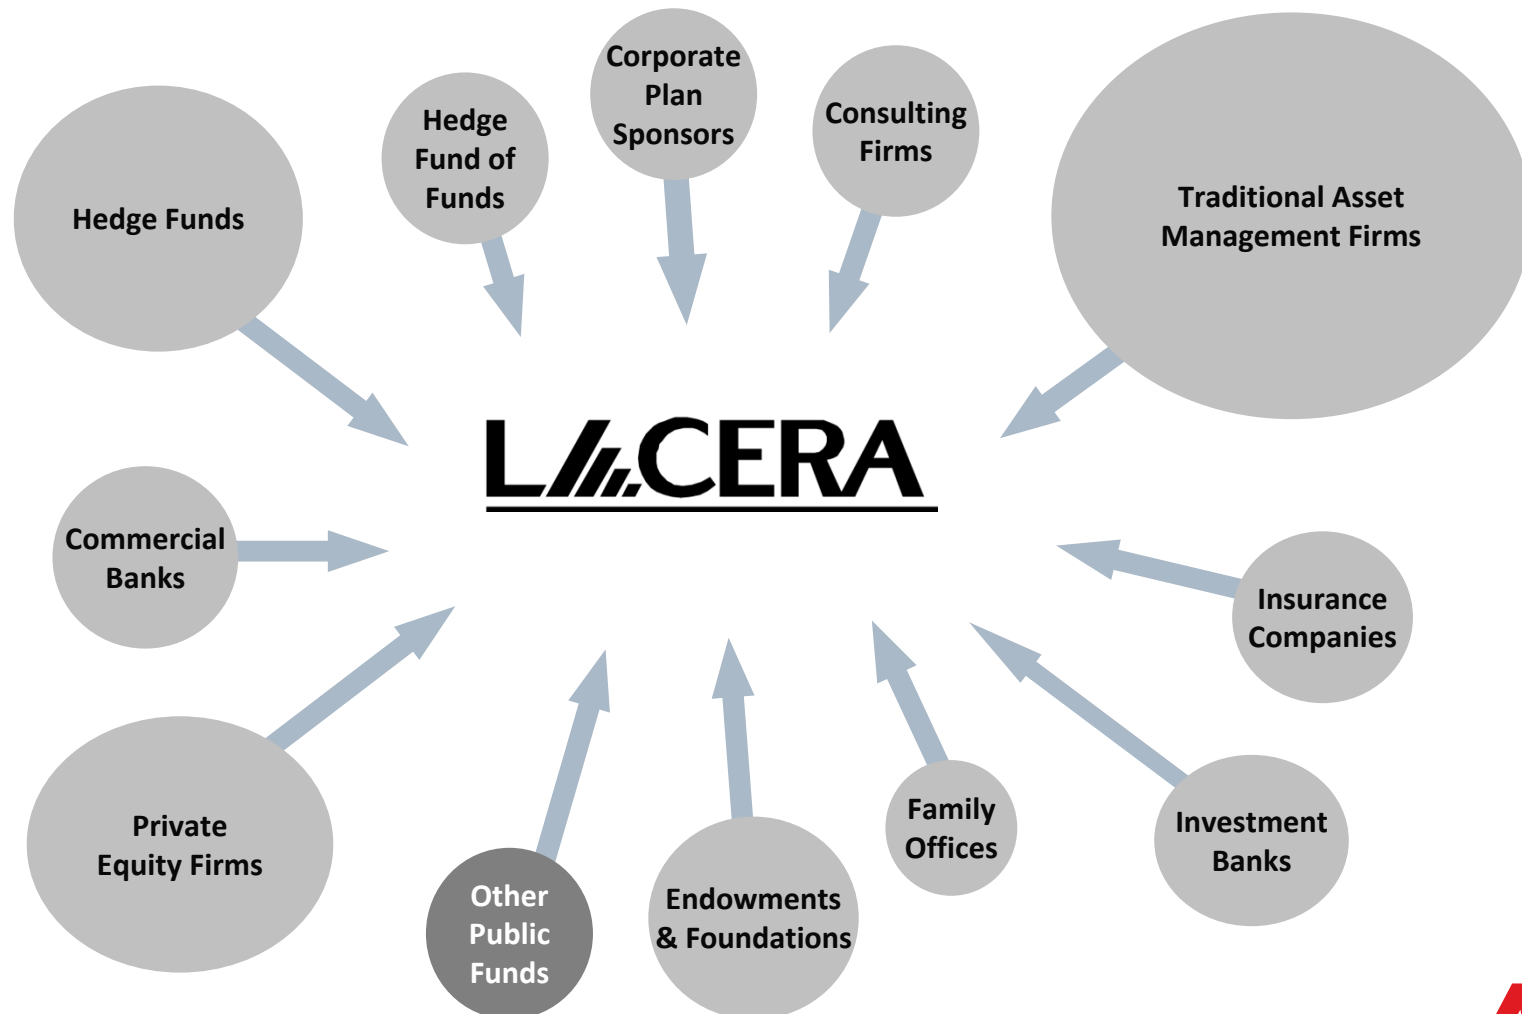 Corporate
Plan
Sponsors
Hedge
Fund of
Funds
Consulting
Firms
Hedge Funds
Traditional Asset
Management Firms
LACERA
Commercial
Banks
Insurance
Companies
Private
Equity Firms
Other
Public
Funds
Endowments
& Foundations
Family
Offices
Investment
Banks